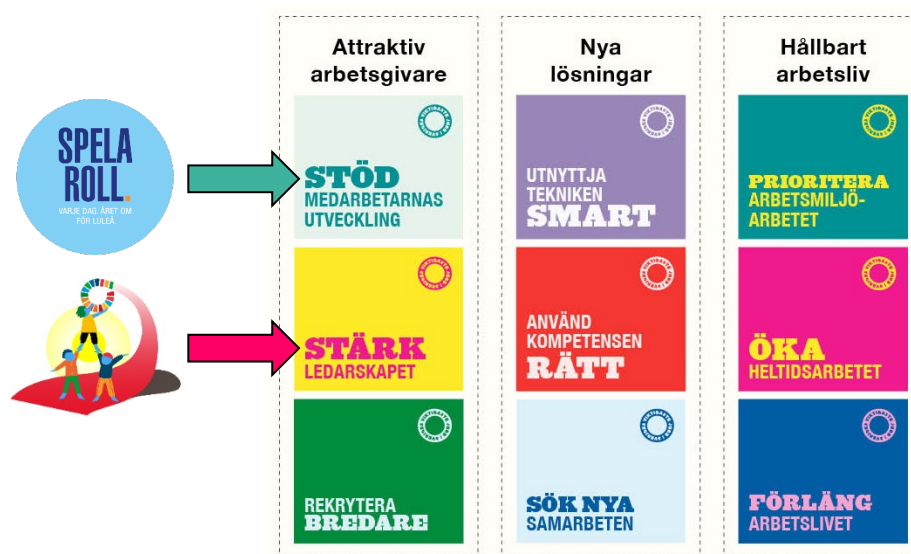 SPELA
ROLL.
VARJE DAG. ÅRET OM.
FÖR LULEÅ.
Attraktiv
arbetsgivare
STÖD
MEDARBETARNAS
UTVECKLING
STÄRK
LEDARSKAPET
REKRYTERA
BREDARE
Nya
lösningar
UTNYTTJA
TEKNIKEN
SMART
ANVÄND
KOMPETENSEN
RÄTT
SÖK NYA
SAMARBETEN
Hållbart
arbetsliv
PRIORITERA
ARBETSMILJÖ-
ARBETET
ÖKA
HELTIDSARBETET
FÖRLÄNG
ARBETSLIVET